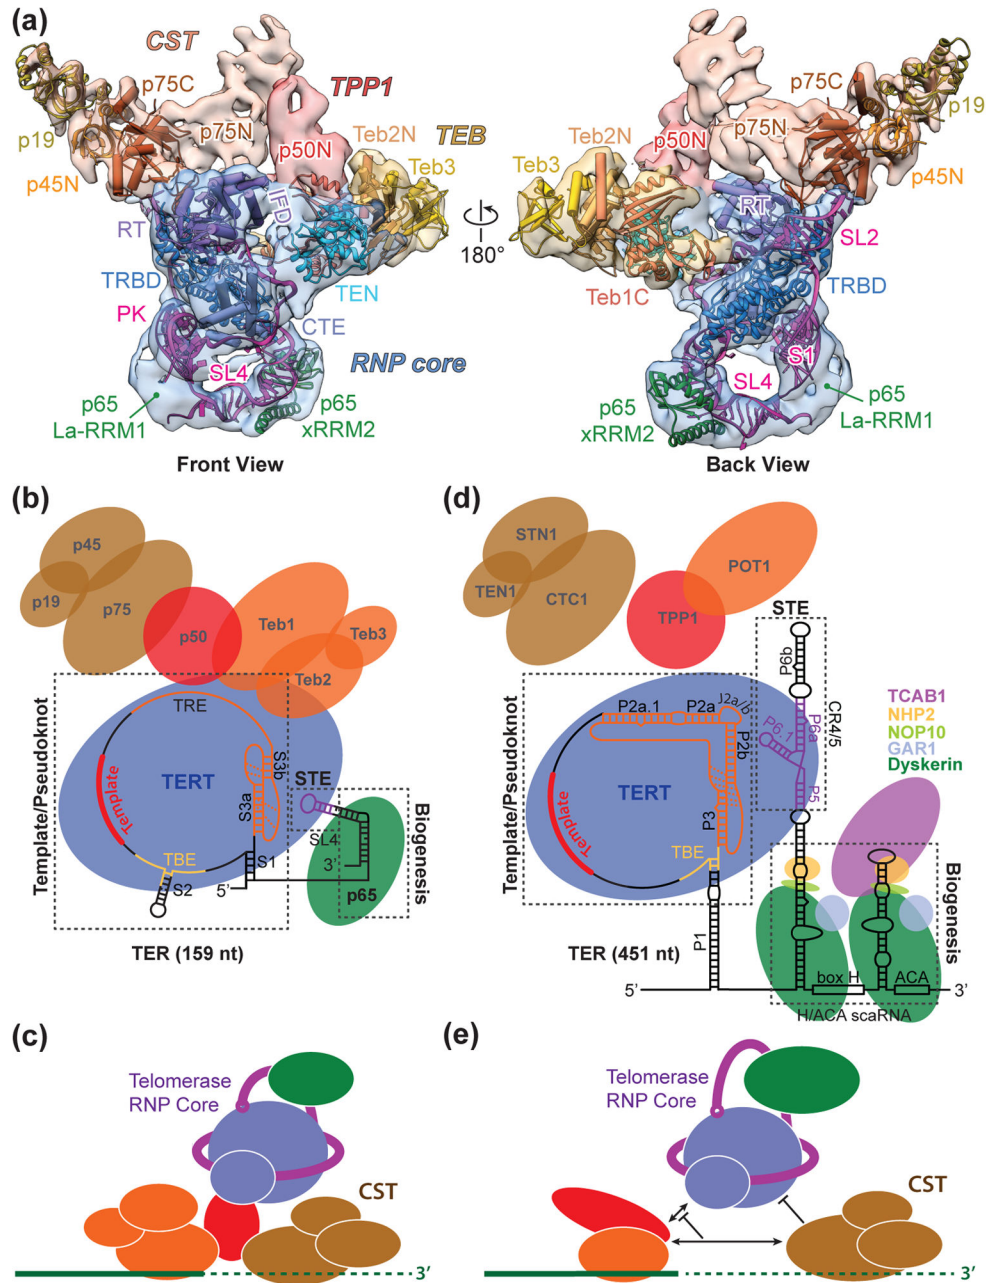 (a)
CST
p75C
TPP1
p19
p75N
Teb2N
TEB
p50N
Teb3
p45N
IFD
RT
TRBD
TEN
PK
CTE
SL4
RNP core
p65
La-RRM1
p65
xRRM2
Front View
180°
p75C
p19
Teb2N
p50N
p75N
Teb3
p45N
RT
SL2
TRBD
Teb1C
S1
SL4
p65
xRRM2
p65
La-RRM1
Back View
(b)
p45
p19
p75
p50
Teb1
Teb3
Teb2
Template/Pseudoknot
TRE
TERT
Template
S3b
S3a
STE
SL4
Biogenesis
TBE
S1
S2
5’
3’
p65
TER (159 nt)
(d)
STN1
TEN1
CTC1
POT1
TPP1
STE
P6b
Template/Pseudoknot
P2a.1
P2a
J2a/b
P2b
P6.1
P6a
CR4/5
P5
TERT
Template
P3
TBE
P1
TCAB1
NHP2
NOP10
GAR1
Dyskerin
Biogenesis
TER (451 nt)
5’
box H
ACA
3’
H/ACA scaRNA
(c)
Telomerase
RNP Core
CST
3’
(e)
Telomerase
RNP Core
CST
3’